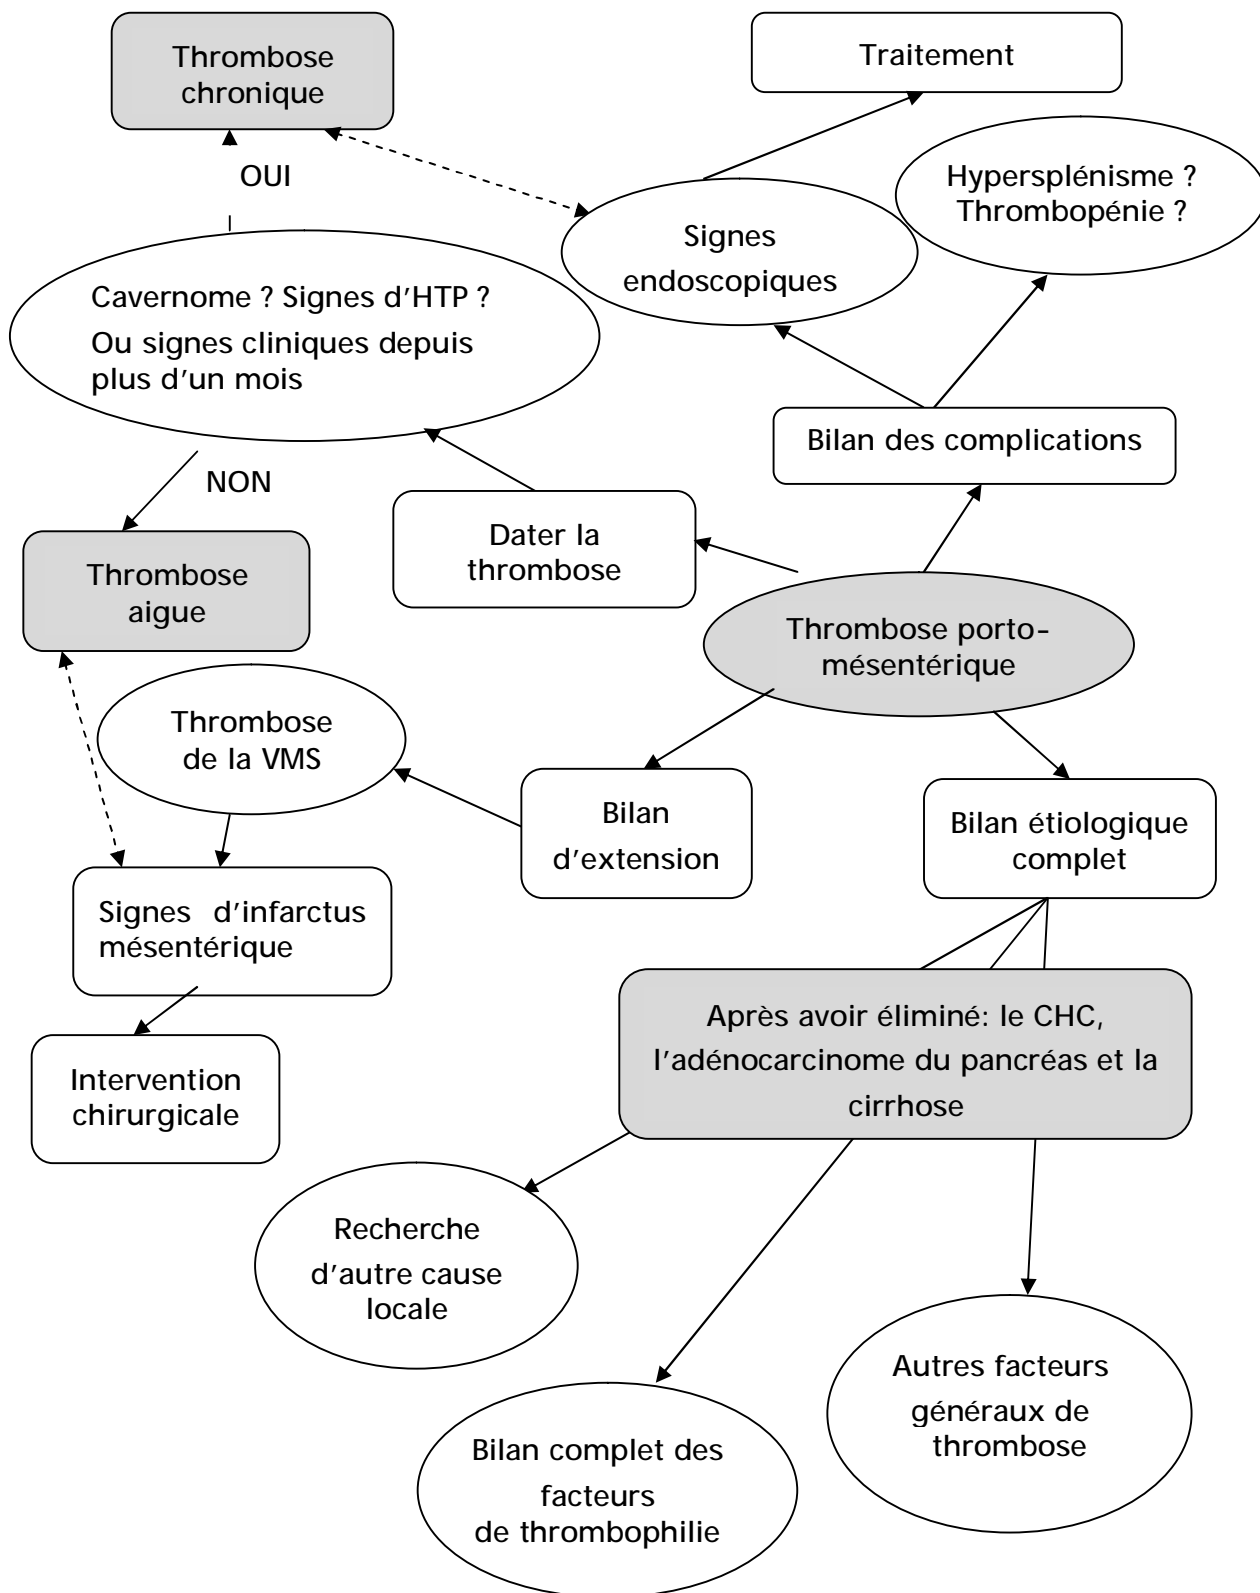 Thrombose
chronique
Traitement
OUI
Hypersplénisme ?
Thrombopénie ?
Signes
endoscopiques
Cavernome ? Signes d'HTP ?
Ou signes cliniques depuis
plus d'un mois
Bilan des complications
NON
Dater la
thrombose
Thrombose
aigue
Thrombose porto-
mésentérique
Thrombose
de la VMS
Bilan
d'extension
Bilan étiologique
complet
Signes d'infarctus
mésentérique
Après avoir éliminé: le CHC,
l'adénocarcinome du pancréas et la
cirrhose
Intervention
chirurgicale
Recherche
d'autre cause
locale
Autres facteurs
généraux de
thrombose
Bilan complet des
facteurs
de thrombophilie